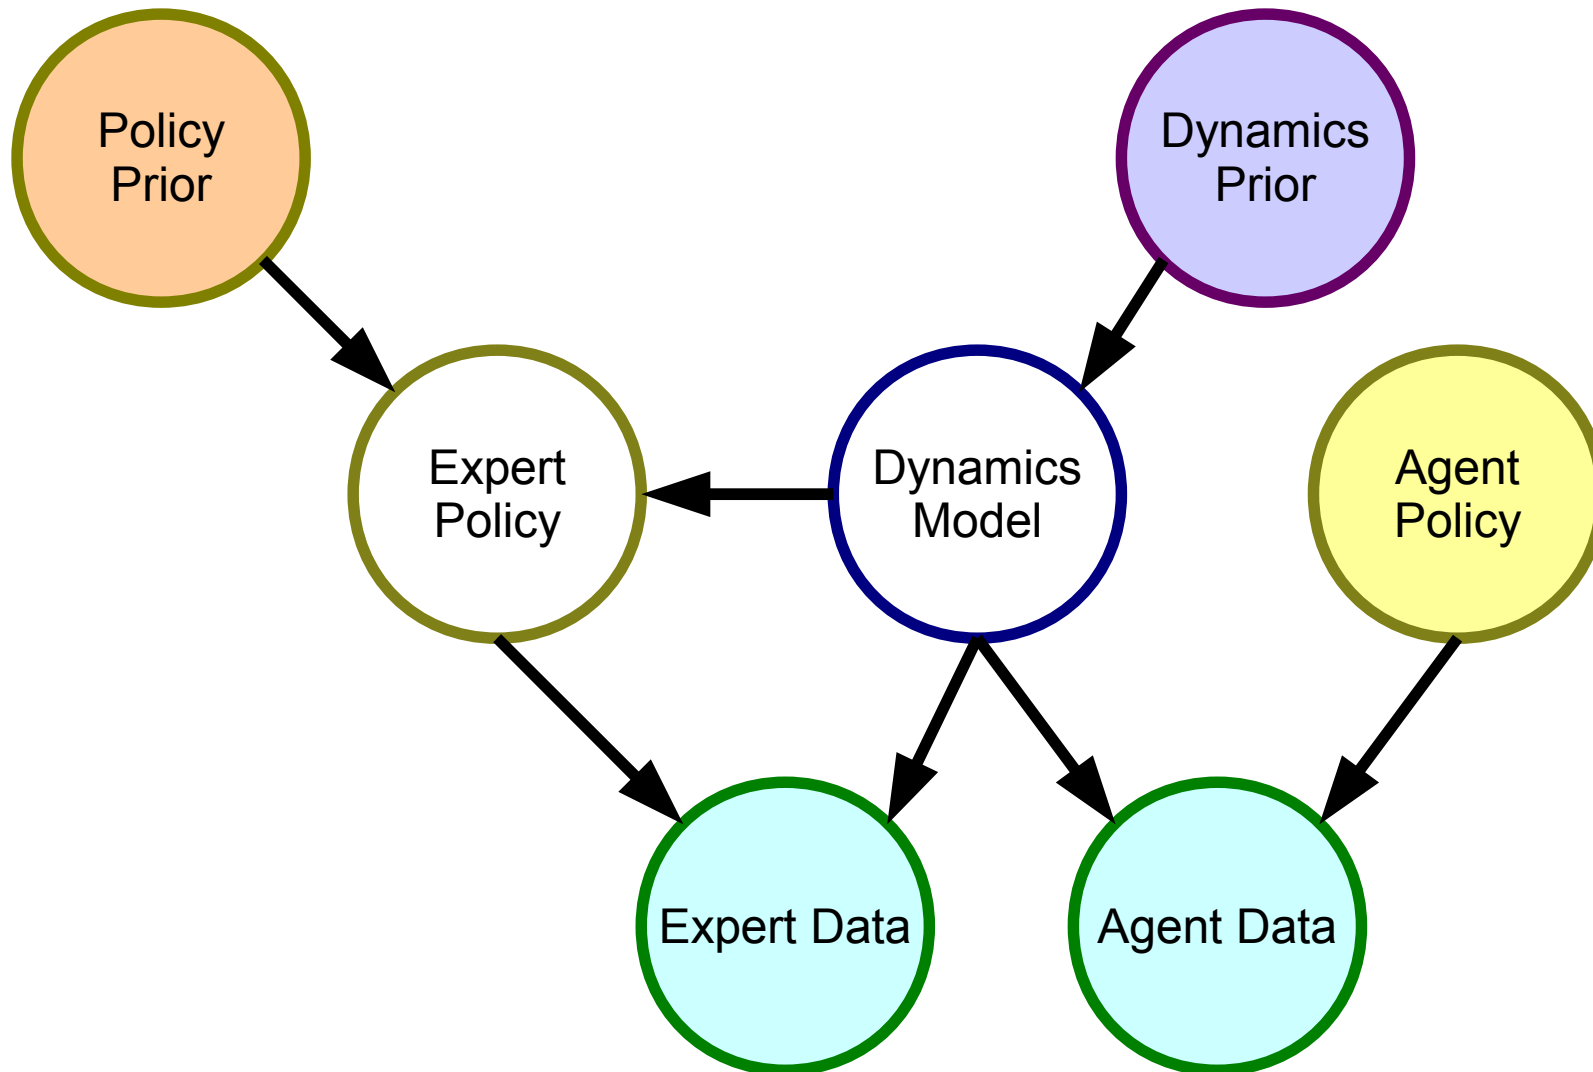 Policy
Prior
Dynamics
Prior
Expert
Policy
Dynamics
Model
Agent
Policy
Expert Data
Agent Data